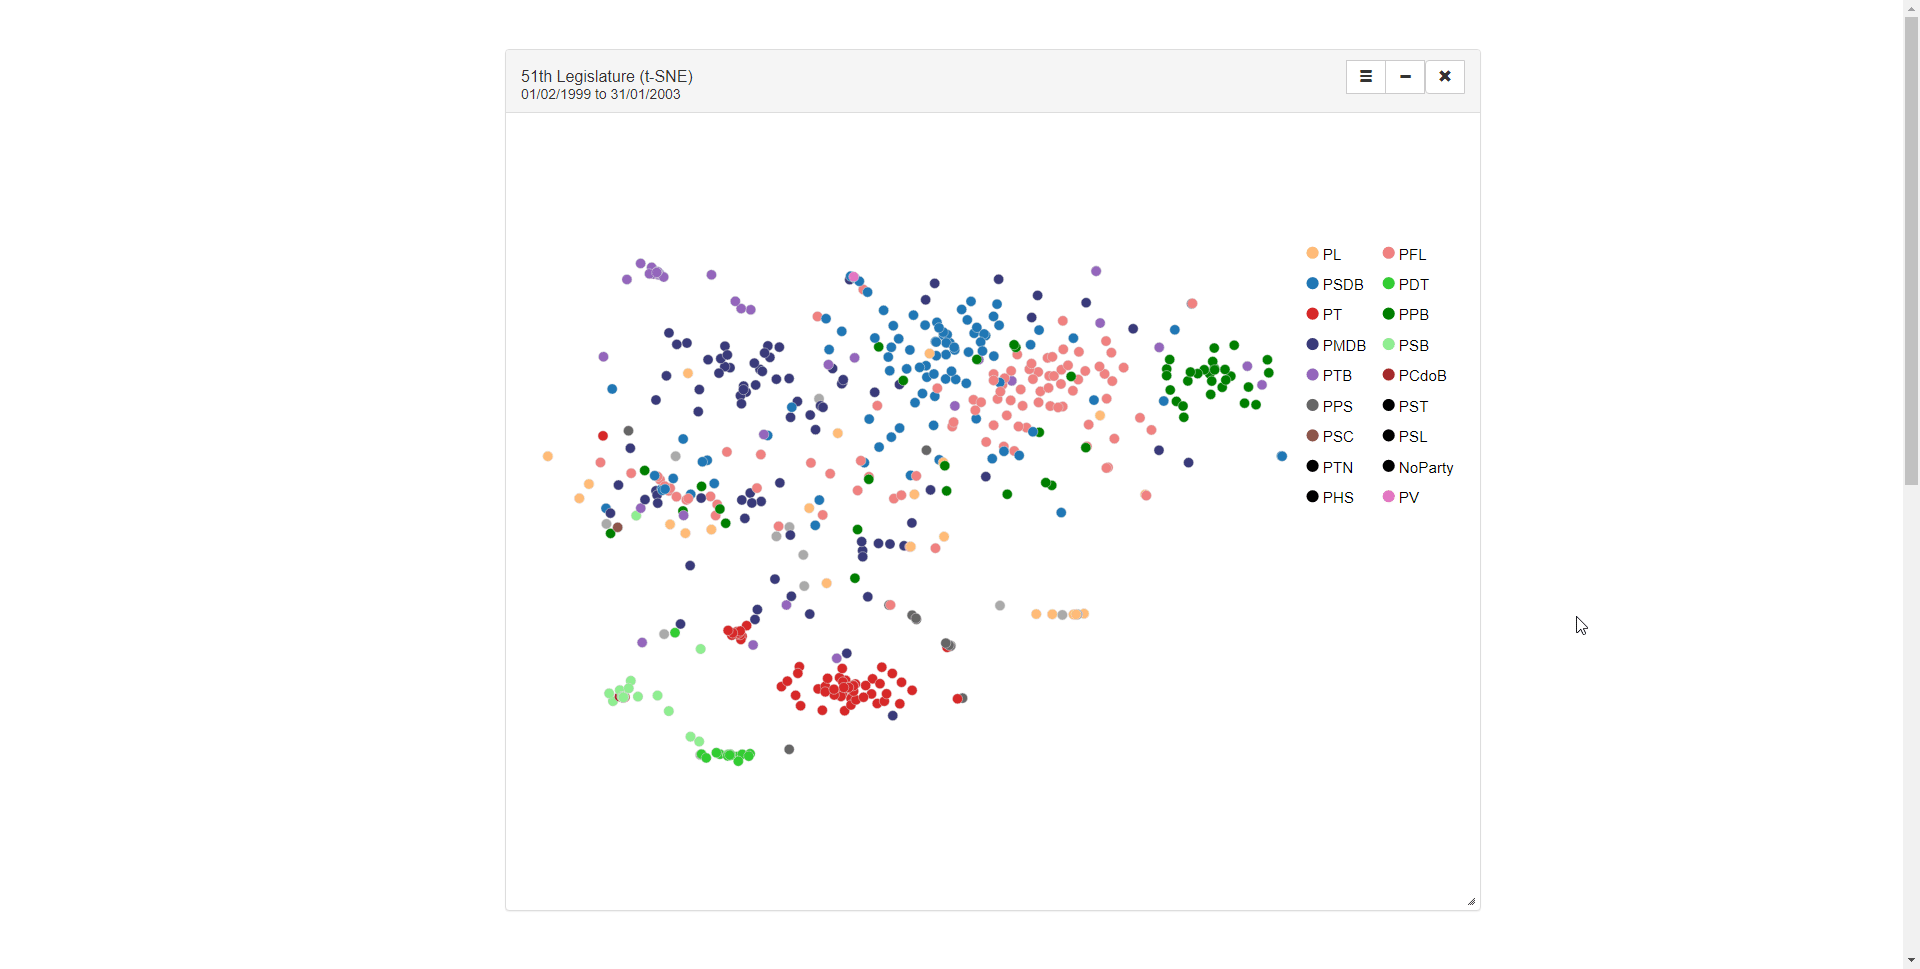 51th Legislature (t-SNE)
01/02/1999 to 31/01/2003
PL PFL
PSDB PDT
PT PPB
PMDB PSB
PTB PCdoB
PPS PST
PSC PSL
PTN NoParty
PHS PV